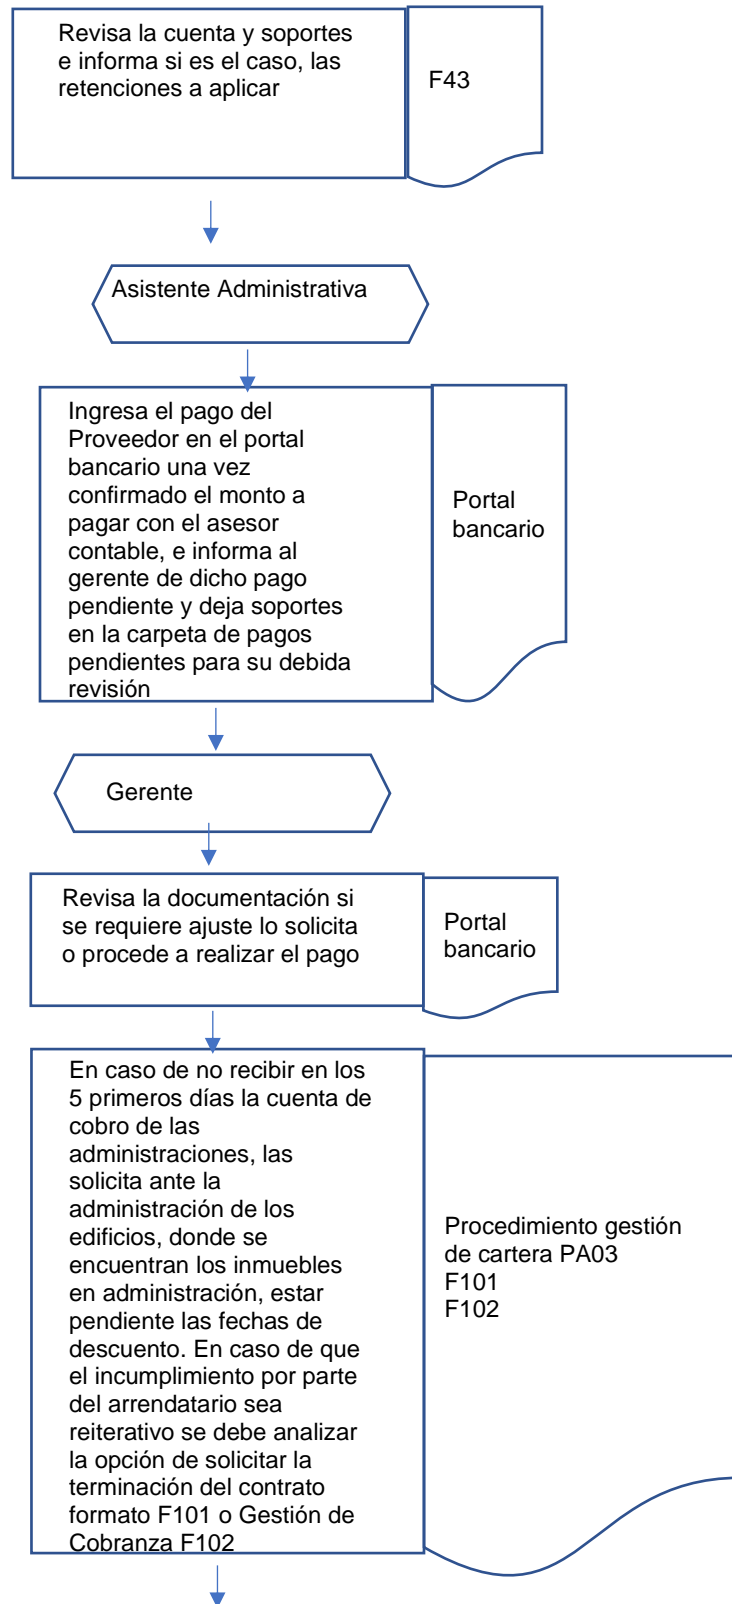 Revisa la cuenta y soportes
e informa si es el caso, las
retenciones a aplicar
F43
Asistente Administrativa
Ingresa el pago del
Proveedor en el portal
bancario una vez
confirmado el monto a
pagar con el asesor
contable, e informa al
gerente de dicho pago
pendiente y deja soportes
en la carpeta de pagos
pendientes para su debida
revisión
Portal
bancario
Gerente
Revisa la documentación si
se requiere ajuste lo solicita
o procede a realizar el pago
Portal
bancario
En caso de no recibir en los
5 primeros días la cuenta de
cobro de las
administraciones, las
solicita ante la
administración de los
edificios, donde se
encuentran los inmuebles
en administración, estar
pendiente las fechas de
descuento. En caso de que
el incumplimiento por parte
del arrendatario sea
reiterativo se debe analizar
la opción de solicitar la
terminación del contrato
formato F101 o Gestión de
Cobranza F102
Procedimiento gestión
de cartera PA03
F101
F102